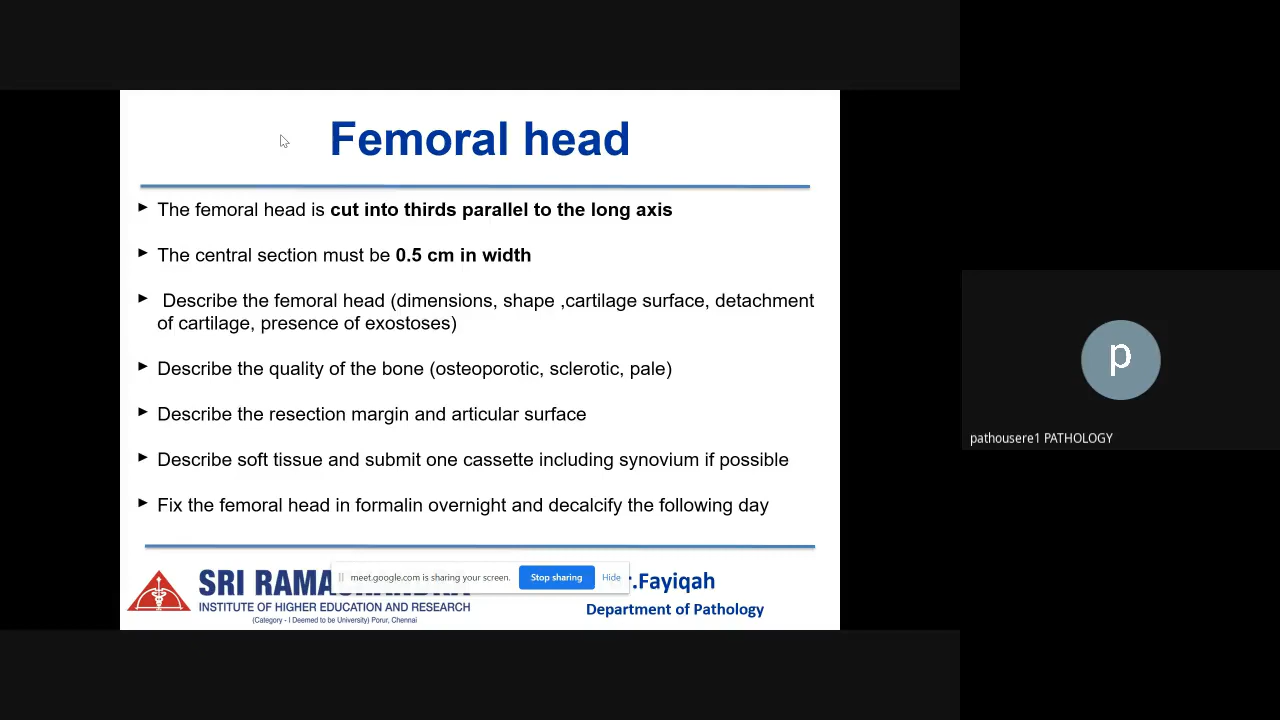 Femoral head
The femoral head is cut into thirds parallel to the long axis
The central section must be 0.5 cm in width
Describe the femoral head (dimensions, shape ,cartilage surface, detachment
of cartilage, presence of exostoses)
Describe the quality of the bone (osteoporotic, sclerotic, pale)
Describe the resection margin and articular surface
Describe soft tissue and submit one cassette including synovium if possible
Fix the femoral head in formalin overnight and decalcify the following day
SRI
INSTITUTE OF HIGHER EDUCATION AND RESEARCH
(Category - I Deemed to be University) Porur, Chennai
meet.google.com is sharing your screen.
Stop sharing
Hide
.Fayiqah
Department of Pathology
p
pathousere1 PATHOLOGY